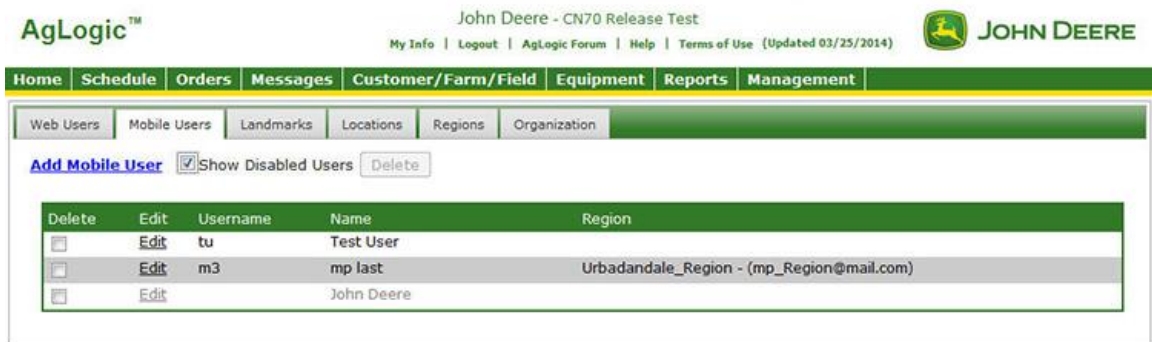 AgLogic™
John Deere - CN70 Release Test
My Info | Logout | AgLogic Forum | Help | Terms of Use (Updated 03/25/2014)
JOHN DEERE
Home Schedule Orders Messages Customer/Farm/Field Equipment Reports Management
Web Users Mobile Users Landmarks Locations Regions Organization
Add Mobile User Show Disabled Users Delete
Delete Edit Username Name Region
Edit tu Test User
Edit m3 mp last Urbadandale_Region - (mp_Region@mail.com)
Edit John Deere